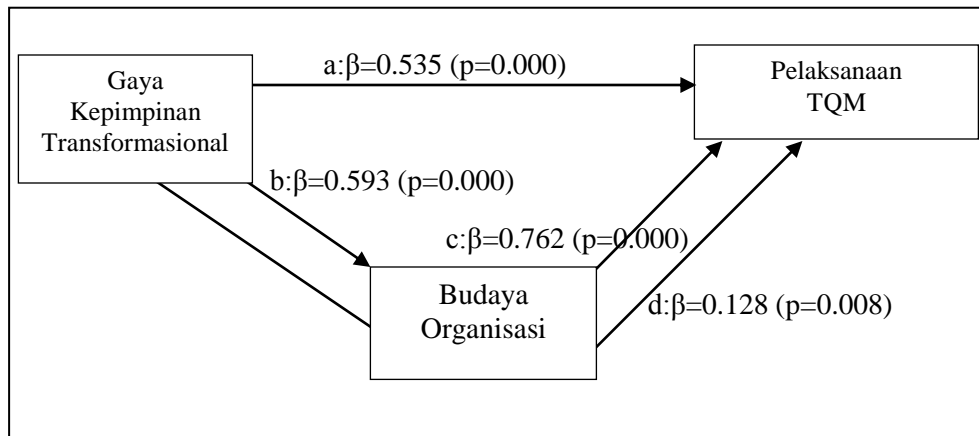 Gaya
Kepimpinan
Transformasional
a:β=0.535 (p=0.000)
Pelaksanaan
TQM
b:β=0.593 (p=0.000)
c:β=0.762 (p=0.000)
Budaya
Organisasi
d:β=0.128 (p=0.008)